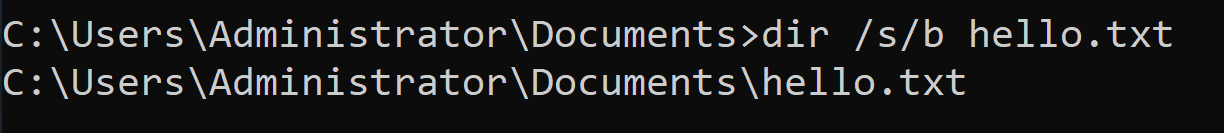 C:\Users\Administrator\Documents>dir /s/b hello.txt
C:\Users\Administrator\Documents\hello.txt